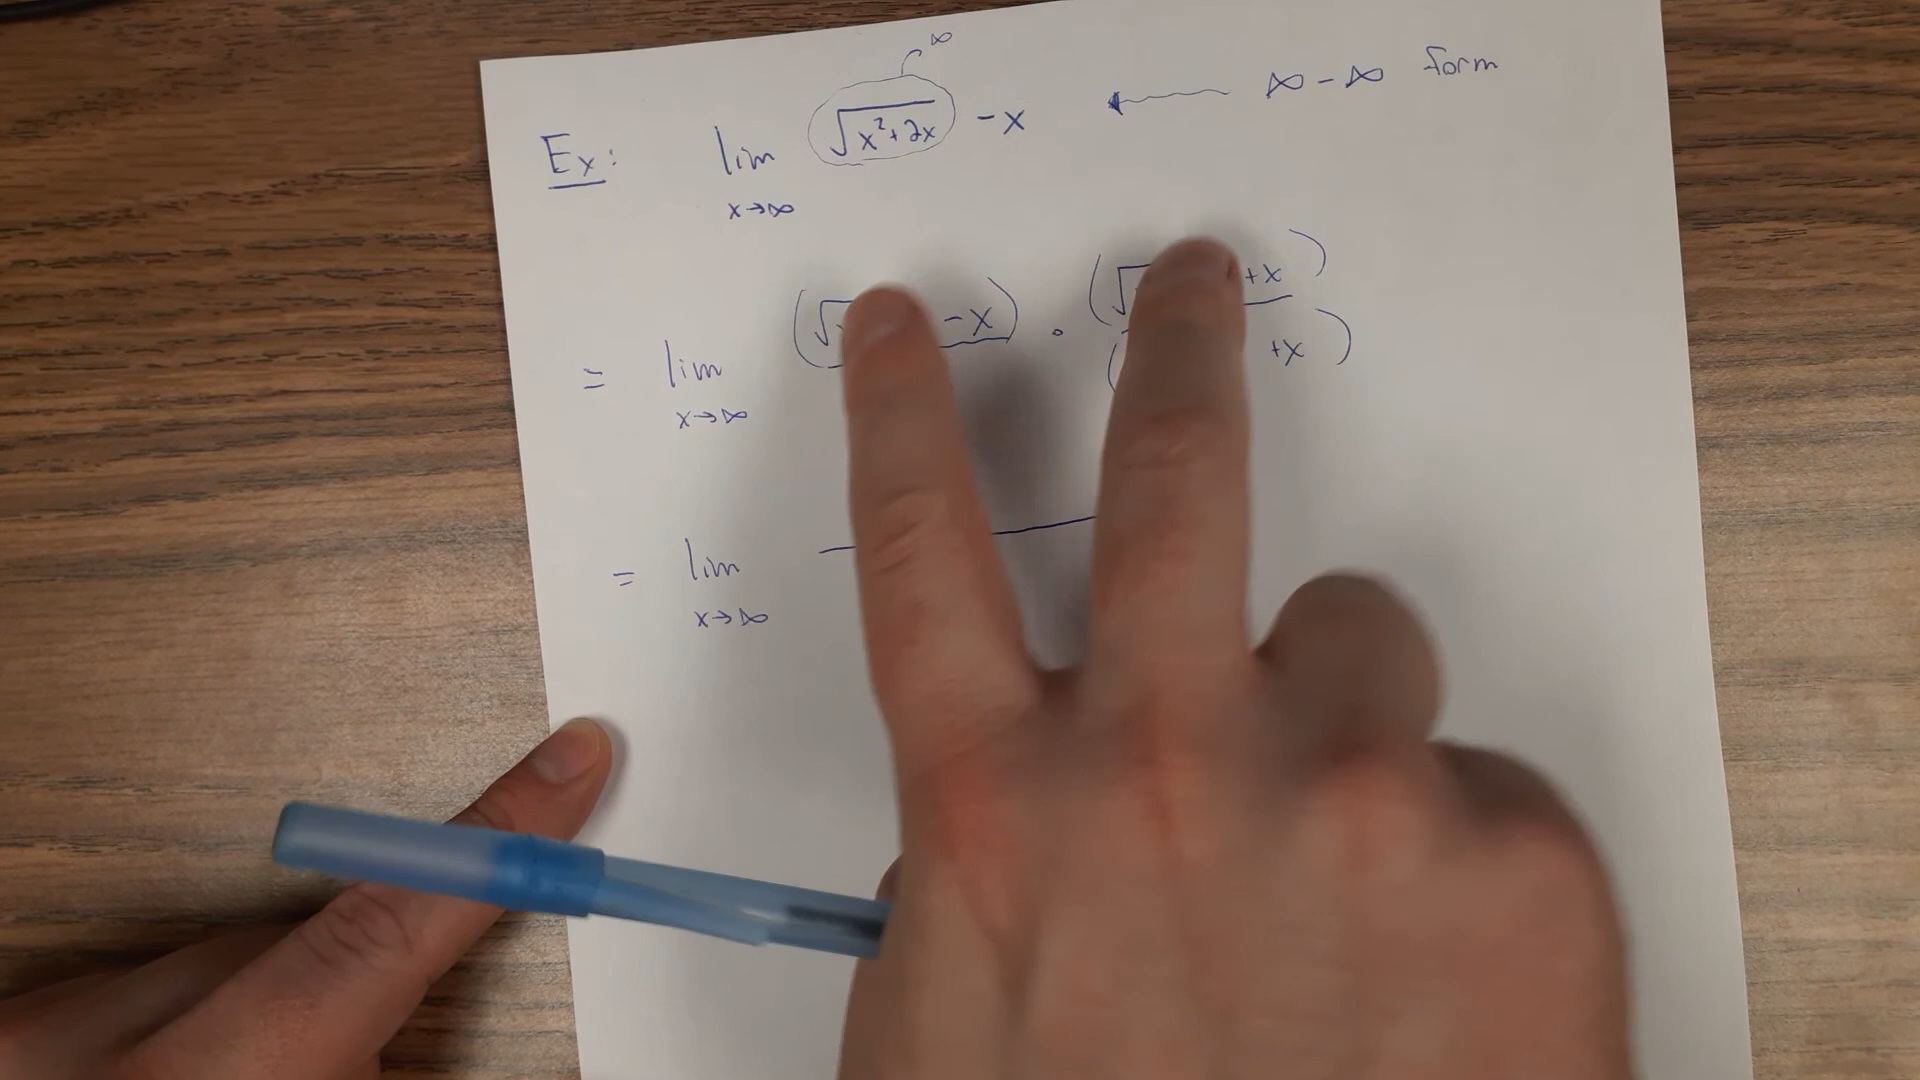 ∞
Ex: lim √(x²+2x) - x ← ∞ - ∞ form
x→∞
= lim (√ - x) · (√ + x)
x→∞ ( + x)
= lim
x→∞